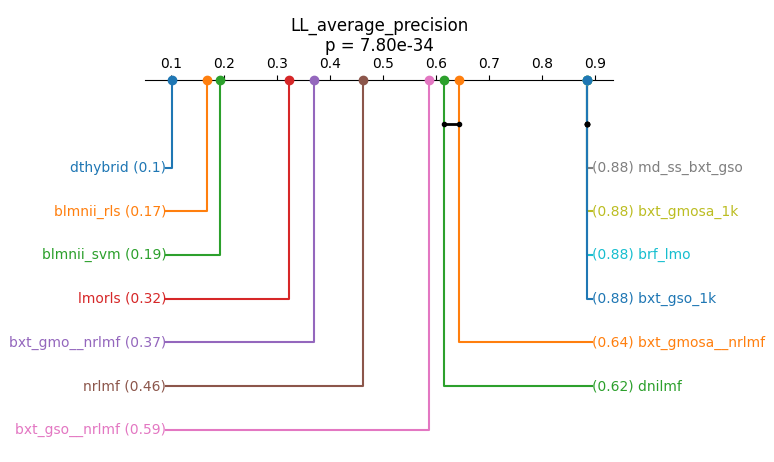 LL_average_precision
p = 7.80e-34
0.1 0.2 0.3 0.4 0.5 0.6 0.7 0.8 0.9
dthybrid (0.1)
(0.88) md_ss_bxt_gso
blmnii_rls (0.17)
(0.88) bxt_gmosa_1k
blmnii_svm (0.19)
(0.88) brf_lmo
lmorls (0.32)
(0.88) bxt_gso_1k
bxt_gmo__nrlmf (0.37)
(0.64) bxt_gmosa__nrlmf
nrlmf (0.46)
(0.62) dnilmf
bxt_gso__nrlmf (0.59)